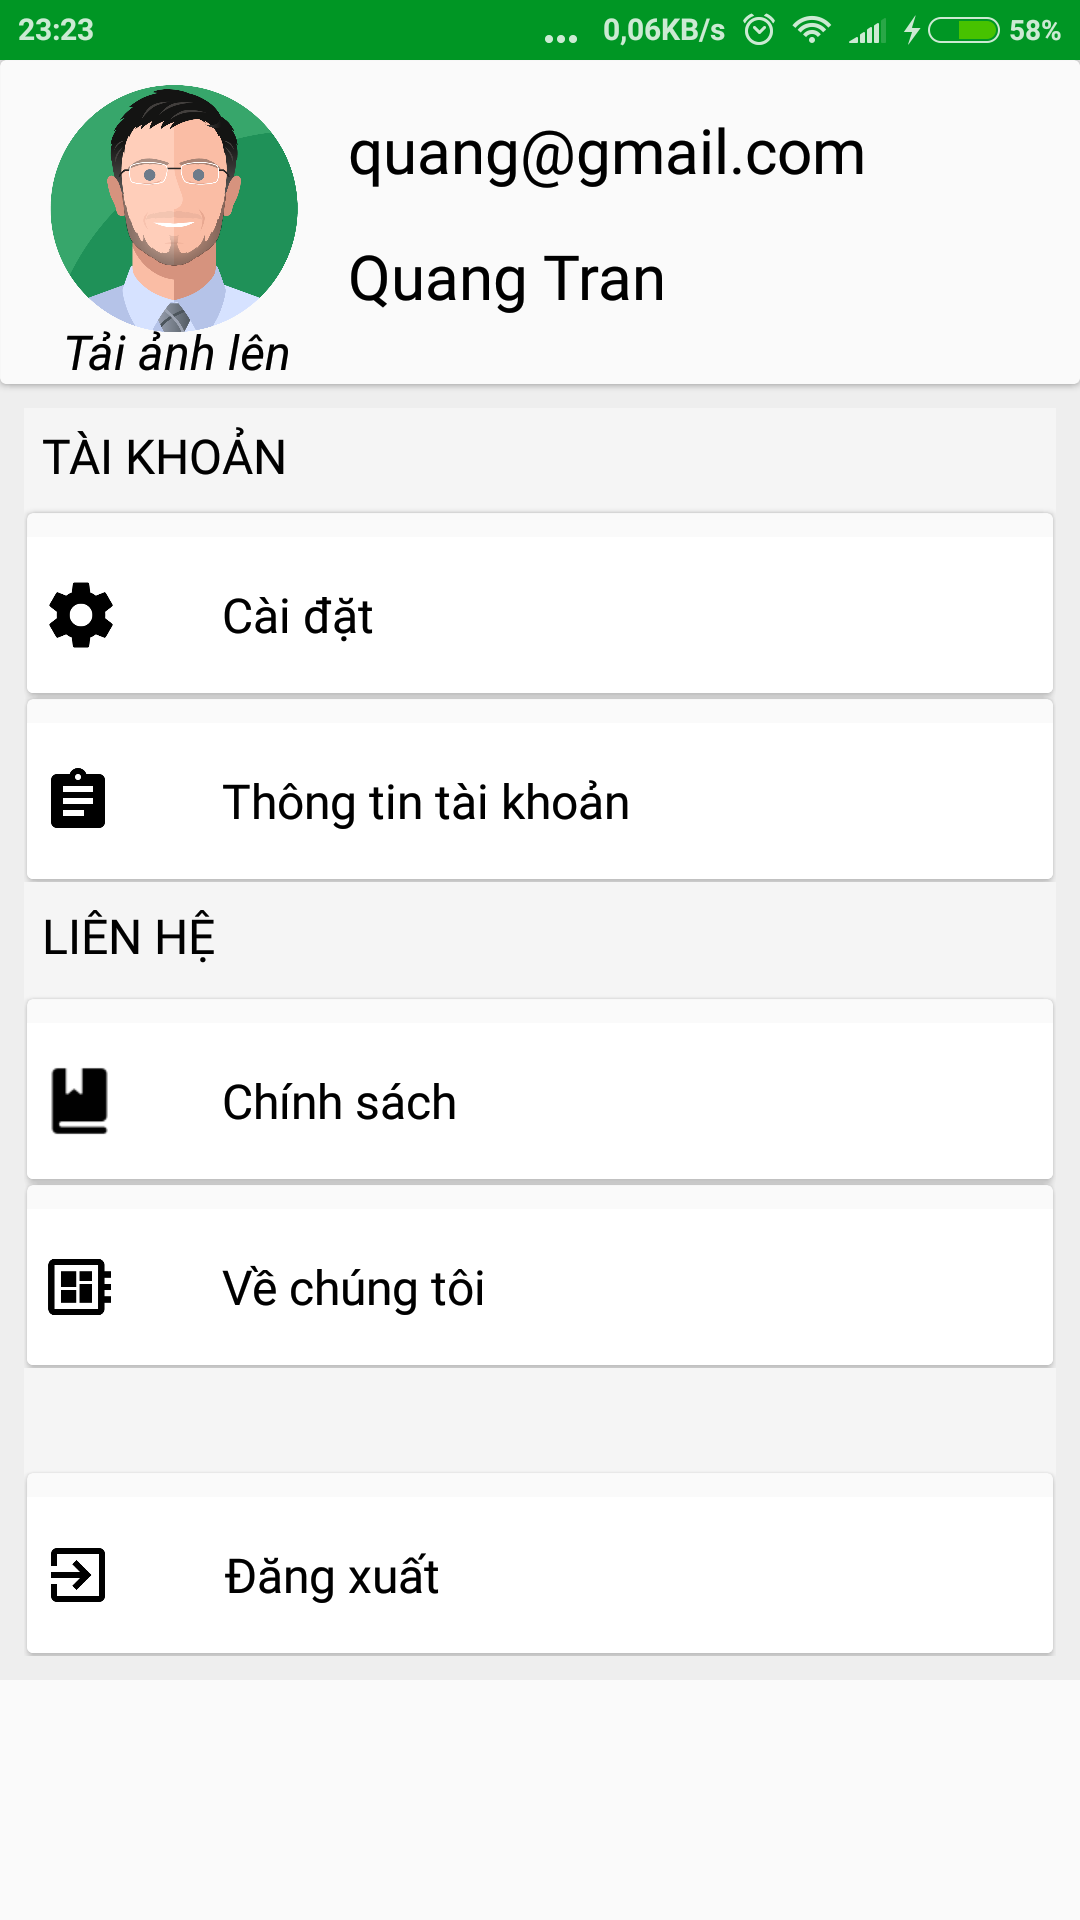 23:23 ... 0,06KB/s 58%
quang@gmail.com
Quang Tran
Tải ảnh lên
TÀI KHOẢN
Cài đặt
Thông tin tài khoản
LIÊN HỆ
Chính sách
Về chúng tôi
Đăng xuất